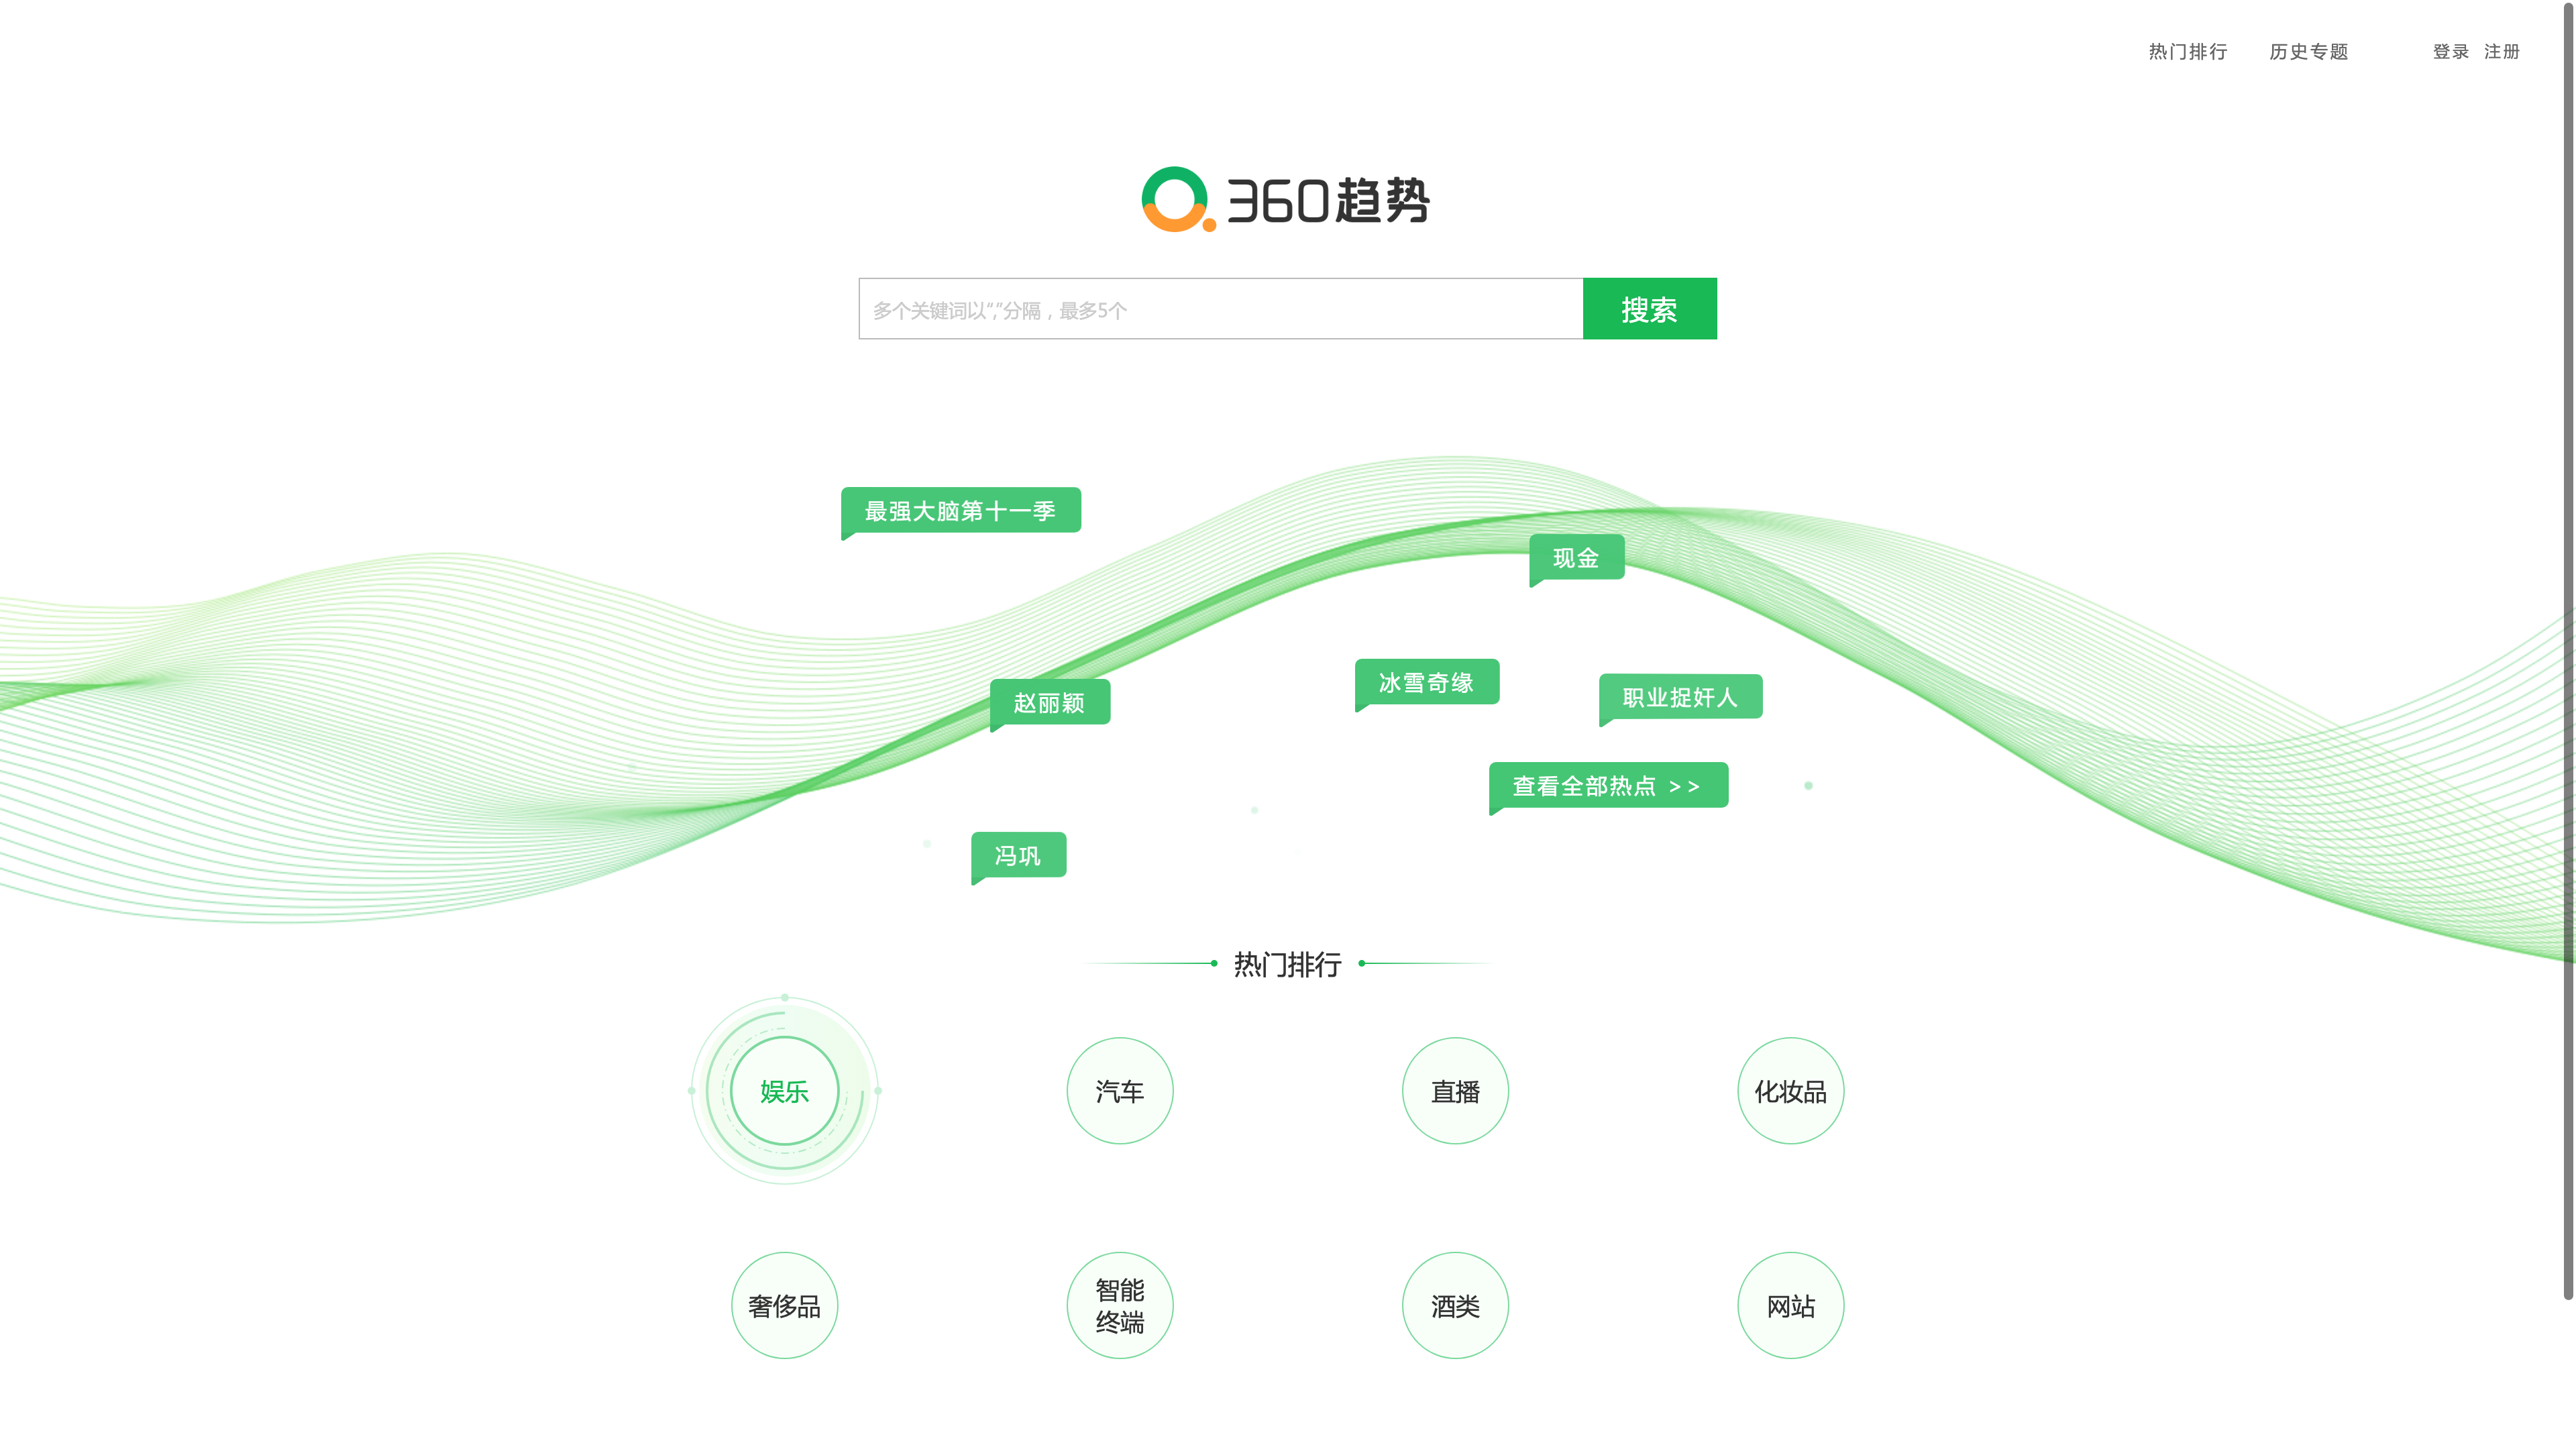 热门排行 历史专题 登录 注册
360趋势
多个关键词以“,”分隔，最多5个 搜索
最强大脑第十一季
现金
冰雪奇缘
职业捉奸人
赵丽颖
查看全部热点 >>
冯巩
热门排行
娱乐 汽车 直播 化妆品
奢侈品 智能 酒类 网站
终端